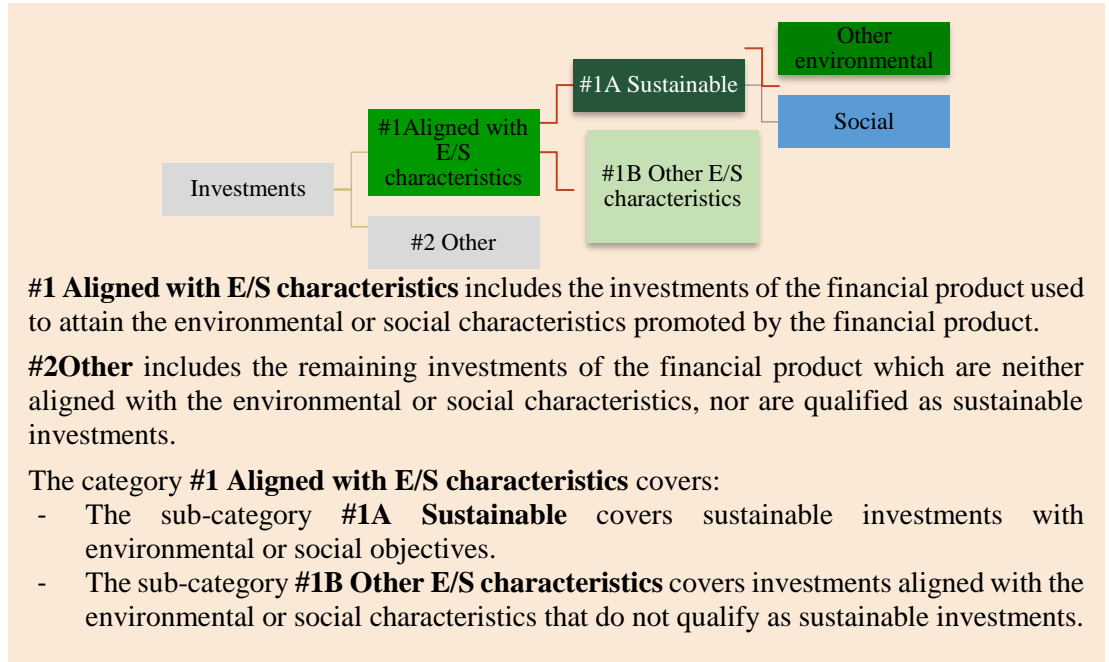 Other
environmental
#1A Sustainable
Social
#1Aligned with
E/S
characteristics
#1B Other E/S
characteristics
Investments
#2 Other
#1 Aligned with E/S characteristics includes the investments of the financial product used
to attain the environmental or social characteristics promoted by the financial product.
#2Other includes the remaining investments of the financial product which are neither
aligned with the environmental or social characteristics, nor are qualified as sustainable
investments.
The category #1 Aligned with E/S characteristics covers:
- The sub-category #1A Sustainable covers sustainable investments with
environmental or social objectives.
- The sub-category #1B Other E/S characteristics covers investments aligned with the
environmental or social characteristics that do not qualify as sustainable investments.